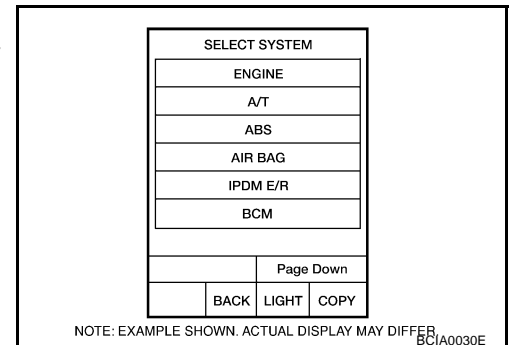 SELECT SYSTEM
ENGINE
A/T
ABS
AIR BAG
IPDM E/R
BCM
Page Down
BACK LIGHT COPY
NOTE: EXAMPLE SHOWN. ACTUAL DISPLAY MAY DIFFER.
BCIA0030E